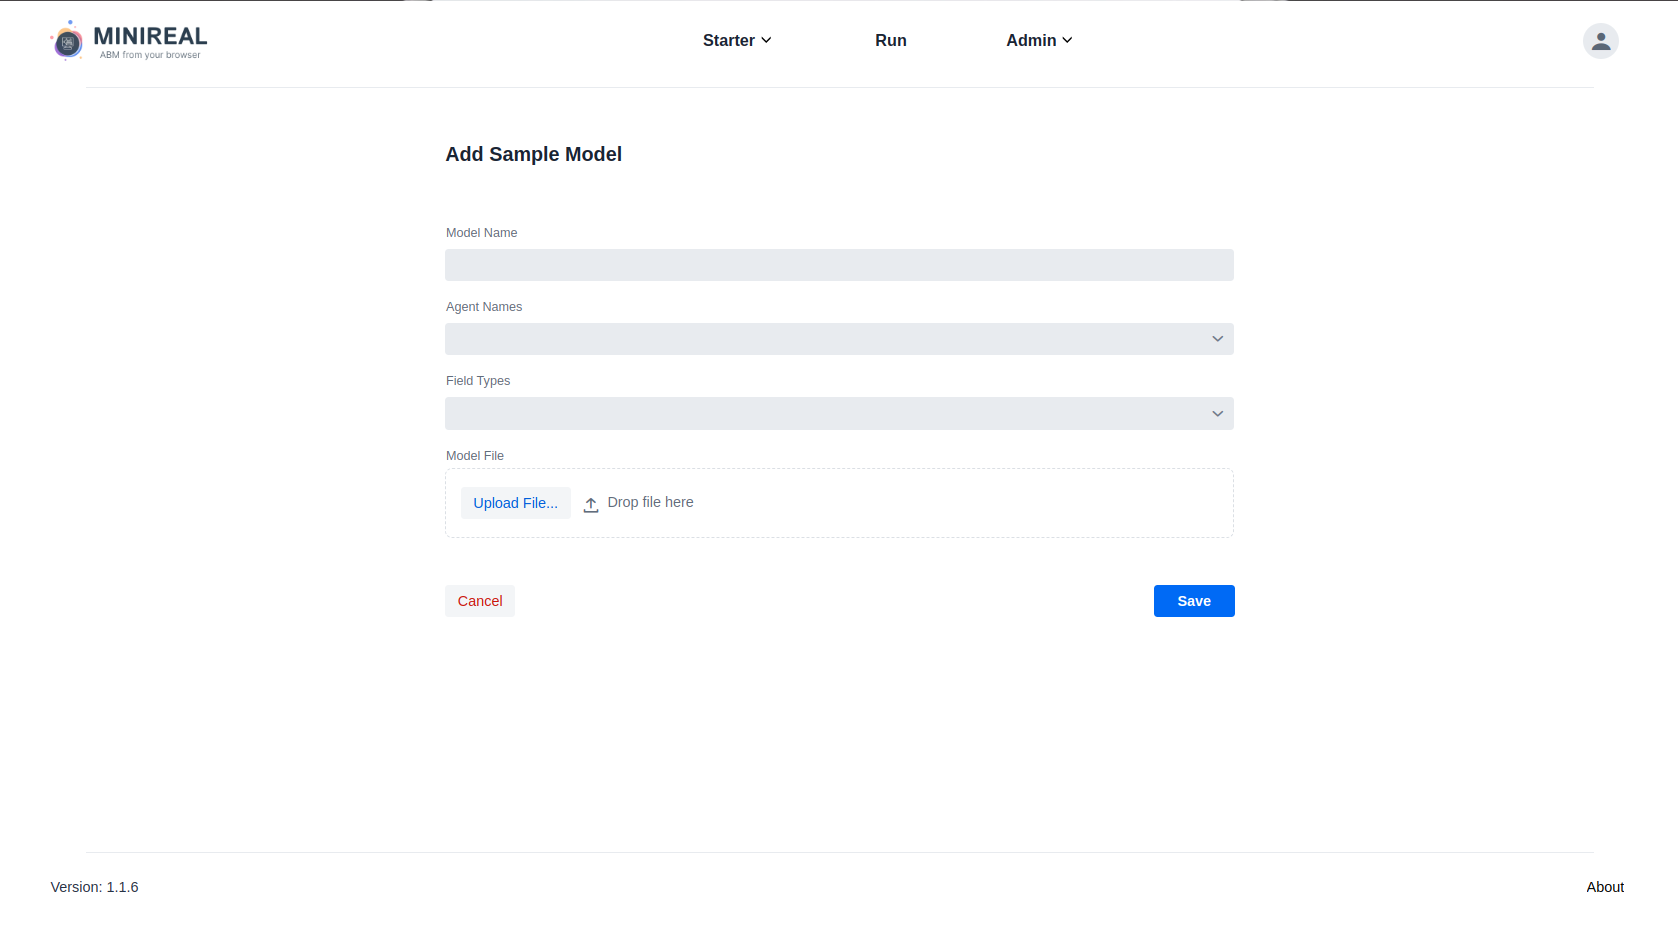 MINIREAL
ABM from your browser
Starter
Run
Admin
Add Sample Model
Model Name
Agent Names
Field Types
Model File
Upload File...
Drop file here
Cancel
Save
Version: 1.1.6
About